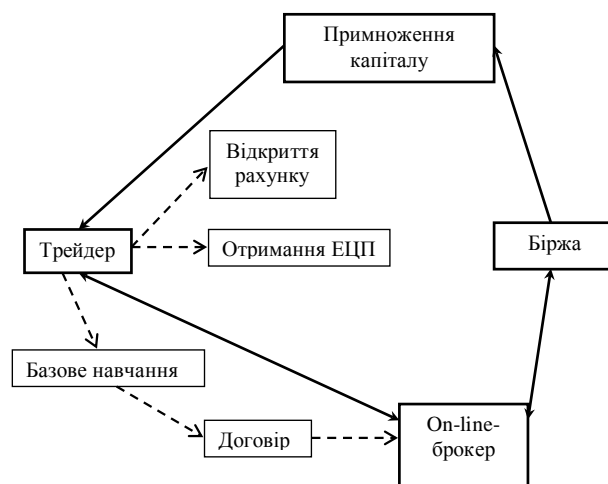 Примноження
капіталу
Відкриття
рахунку
Трейдер
Отримання ЕЦП
Біржа
Базове навчання
Договір
On-line-
брокер